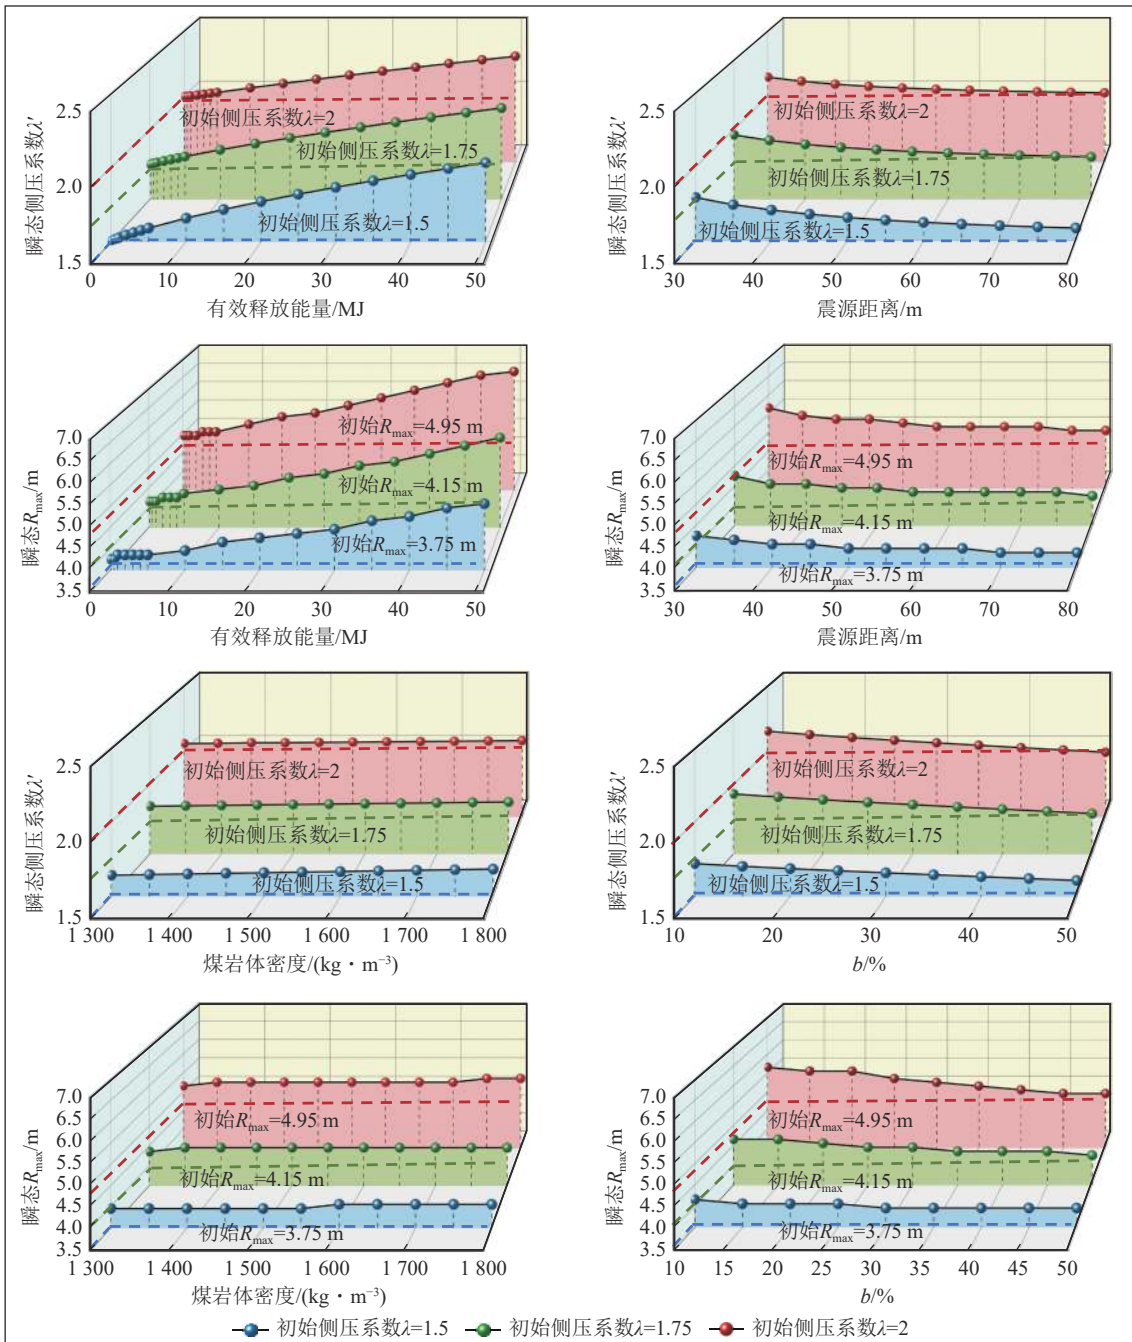 瞬态侧压系数λ′
2.5
2.0
1.5
初始侧压系数λ=2
初始侧压系数λ=1.75
初始侧压系数λ=1.5
0 10 20 30 40 50
有效释放能量/MJ
瞬态侧压系数λ′
2.5
2.0
1.5
初始侧压系数λ=2
初始侧压系数λ=1.75
初始侧压系数λ=1.5
30 40 50 60 70 80
震源距离/m
瞬态Rmax/m
7.0
6.5
6.0
5.5
5.0
4.5
4.0
3.5
初始Rmax=4.95 m
初始Rmax=4.15 m
初始Rmax=3.75 m
0 10 20 30 40 50
有效释放能量/MJ
瞬态Rmax/m
7.0
6.5
6.0
5.5
5.0
4.5
4.0
3.5
初始Rmax=4.95 m
初始Rmax=4.15 m
初始Rmax=3.75 m
30 40 50 60 70 80
震源距离/m
瞬态侧压系数λ′
2.5
2.0
1.5
初始侧压系数λ=2
初始侧压系数λ=1.75
初始侧压系数λ=1.5
1 300 1 400 1 500 1 600 1 700 1 800
煤岩体密度/(kg·m⁻³)
瞬态侧压系数λ′
2.5
2.0
1.5
初始侧压系数λ=2
初始侧压系数λ=1.75
初始侧压系数λ=1.5
10 20 30 40 50
b/%
瞬态Rmax/m
7.0
6.5
6.0
5.5
5.0
4.5
4.0
3.5
初始Rmax=4.95 m
初始Rmax=4.15 m
初始Rmax=3.75 m
1 300 1 400 1 500 1 600 1 700 1 800
煤岩体密度/(kg·m⁻³)
瞬态Rmax/m
7.0
6.5
6.0
5.5
5.0
4.5
4.0
3.5
初始Rmax=4.95 m
初始Rmax=4.15 m
初始Rmax=3.75 m
10 15 20 25 30 35 40 45 50
b/%
初始侧压系数λ=1.5 初始侧压系数λ=1.75 初始侧压系数λ=2